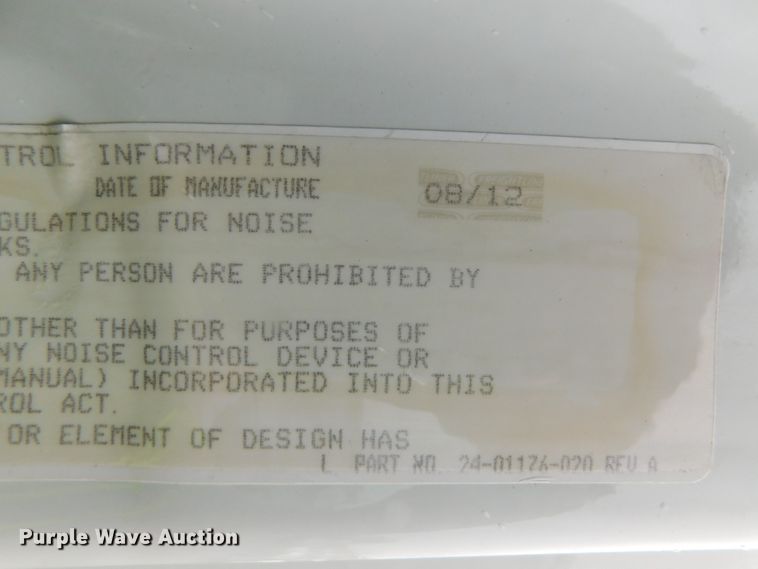 TROL INFORMATION
DATE OF MANUFACTURE 08/12
GULATIONS FOR NOISE
KS.
ANY PERSON ARE PROHIBITED BY
OTHER THAN FOR PURPOSES OF
NY NOISE CONTROL DEVICE OR
MANUAL) INCORPORATED INTO THIS
ROL ACT.
OR ELEMENT OF DESIGN HAS
PART NO. 24-01176-020 REV A
Purple Wave Auction